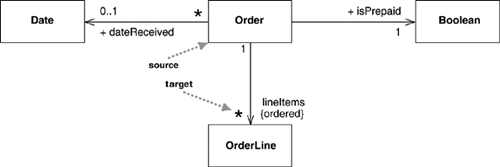 0..1
*
+ isPrepaid
Date
Order
Boolean
+ dateReceived
1
source
1
target
*
lineItems
{ordered}
OrderLine